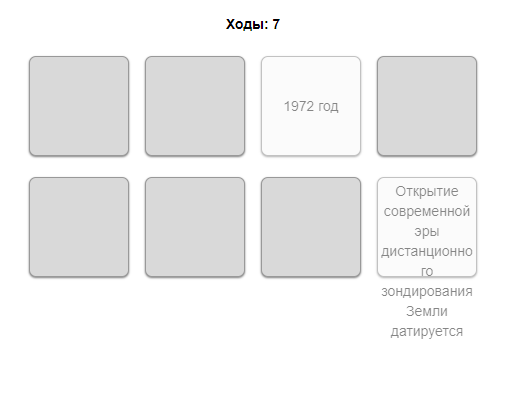 Ходы: 7
1972 год
Открытие
современной
эры
дистанционно
го
зондирования
Земли
датируется